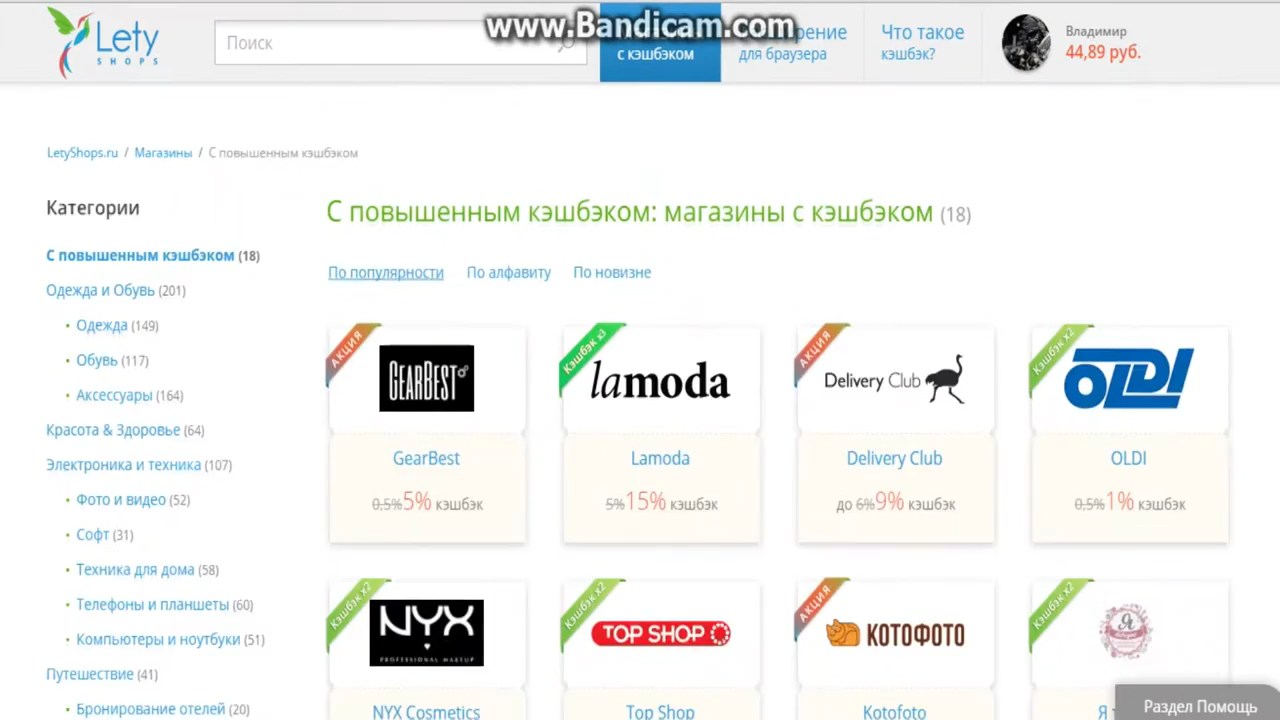 www.Bandicam.com
Lety
SHOPS
Поиск
с кэшбэком
для браузера
Что такое
кэшбэк?
Владимир
44,89 руб.
LetyShops.ru / Магазины / С повышенным кэшбэком
Категории
С повышенным кэшбэком (18)
Одежда и Обувь (201)
• Одежда (149)
• Обувь (117)
• Аксессуары (164)
Красота & Здоровье (64)
Электроника и техника (107)
• Фото и видео (52)
• Софт (31)
• Техника для дома (58)
• Телефоны и планшеты (60)
• Компьютеры и ноутбуки (51)
Путешествие (41)
• Бронирование отелей (20)
С повышенным кэшбэком: магазины с кэшбэком (18)
По популярности По алфавиту По новизне
АКЦИЯ
GEARBEST
GearBest
0,5% 5% кэшбэк
Кэшбэк x3
lamoda
Lamoda
5% 15% кэшбэк
АКЦИЯ
Delivery Club
Delivery Club
до 6% 9% кэшбэк
Кэшбэк x2
OLDI
OLDI
0,5% 1% кэшбэк
Кэшбэк x2
NYX
PROFESSIONAL MAKEUP
NYX Cosmetics
Кэшбэк x2
TOP SHOP
Top Shop
АКЦИЯ
КОТОФОТО
Kotofoto
Кэшбэк x2
Я
Раздел Помощь